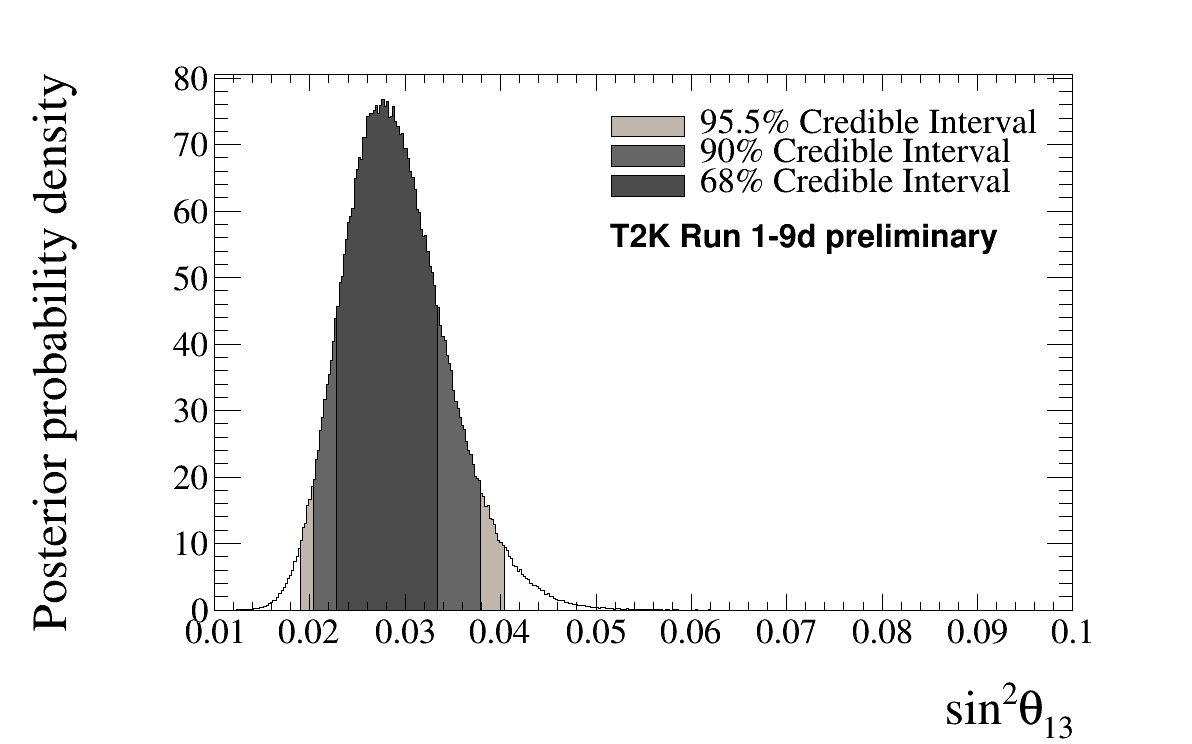 Posterior probability density
80
70
60
50
40
30
20
10
0
95.5% Credible Interval
90% Credible Interval
68% Credible Interval
T2K Run 1-9d preliminary
0.01 0.02 0.03 0.04 0.05 0.06 0.07 0.08 0.09 0.1
sin²θ₁₃